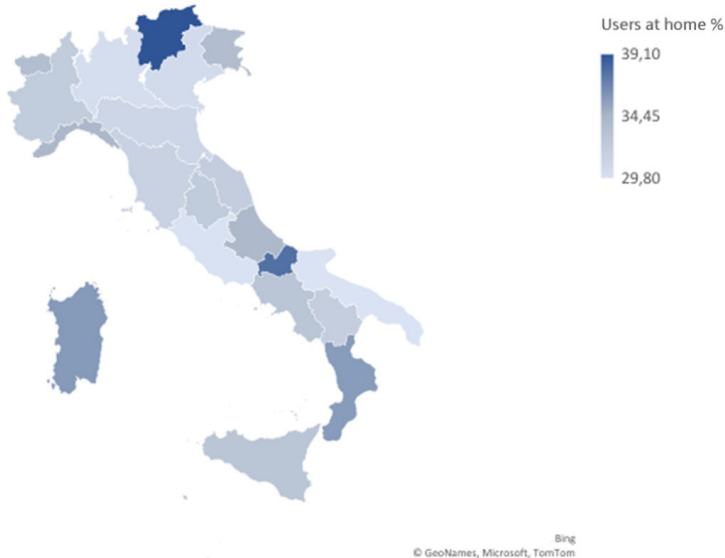 Users at home %
39,10
34,45
29,80
Bing
© GeoNames, Microsoft, TomTom